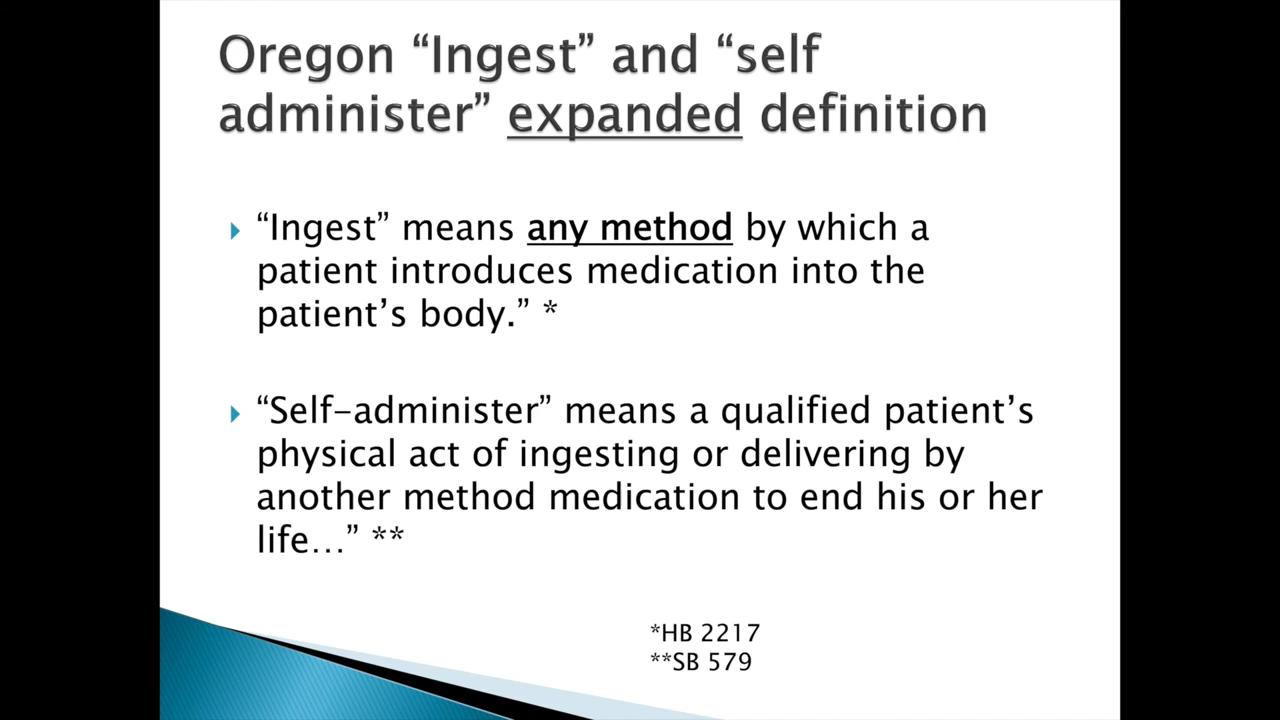 Oregon “Ingest” and “self
administer” expanded definition
“Ingest” means any method by which a
patient introduces medication into the
patient’s body.” *
“Self-administer” means a qualified patient’s
physical act of ingesting or delivering by
another method medication to end his or her
life…” **
*HB 2217
**SB 579